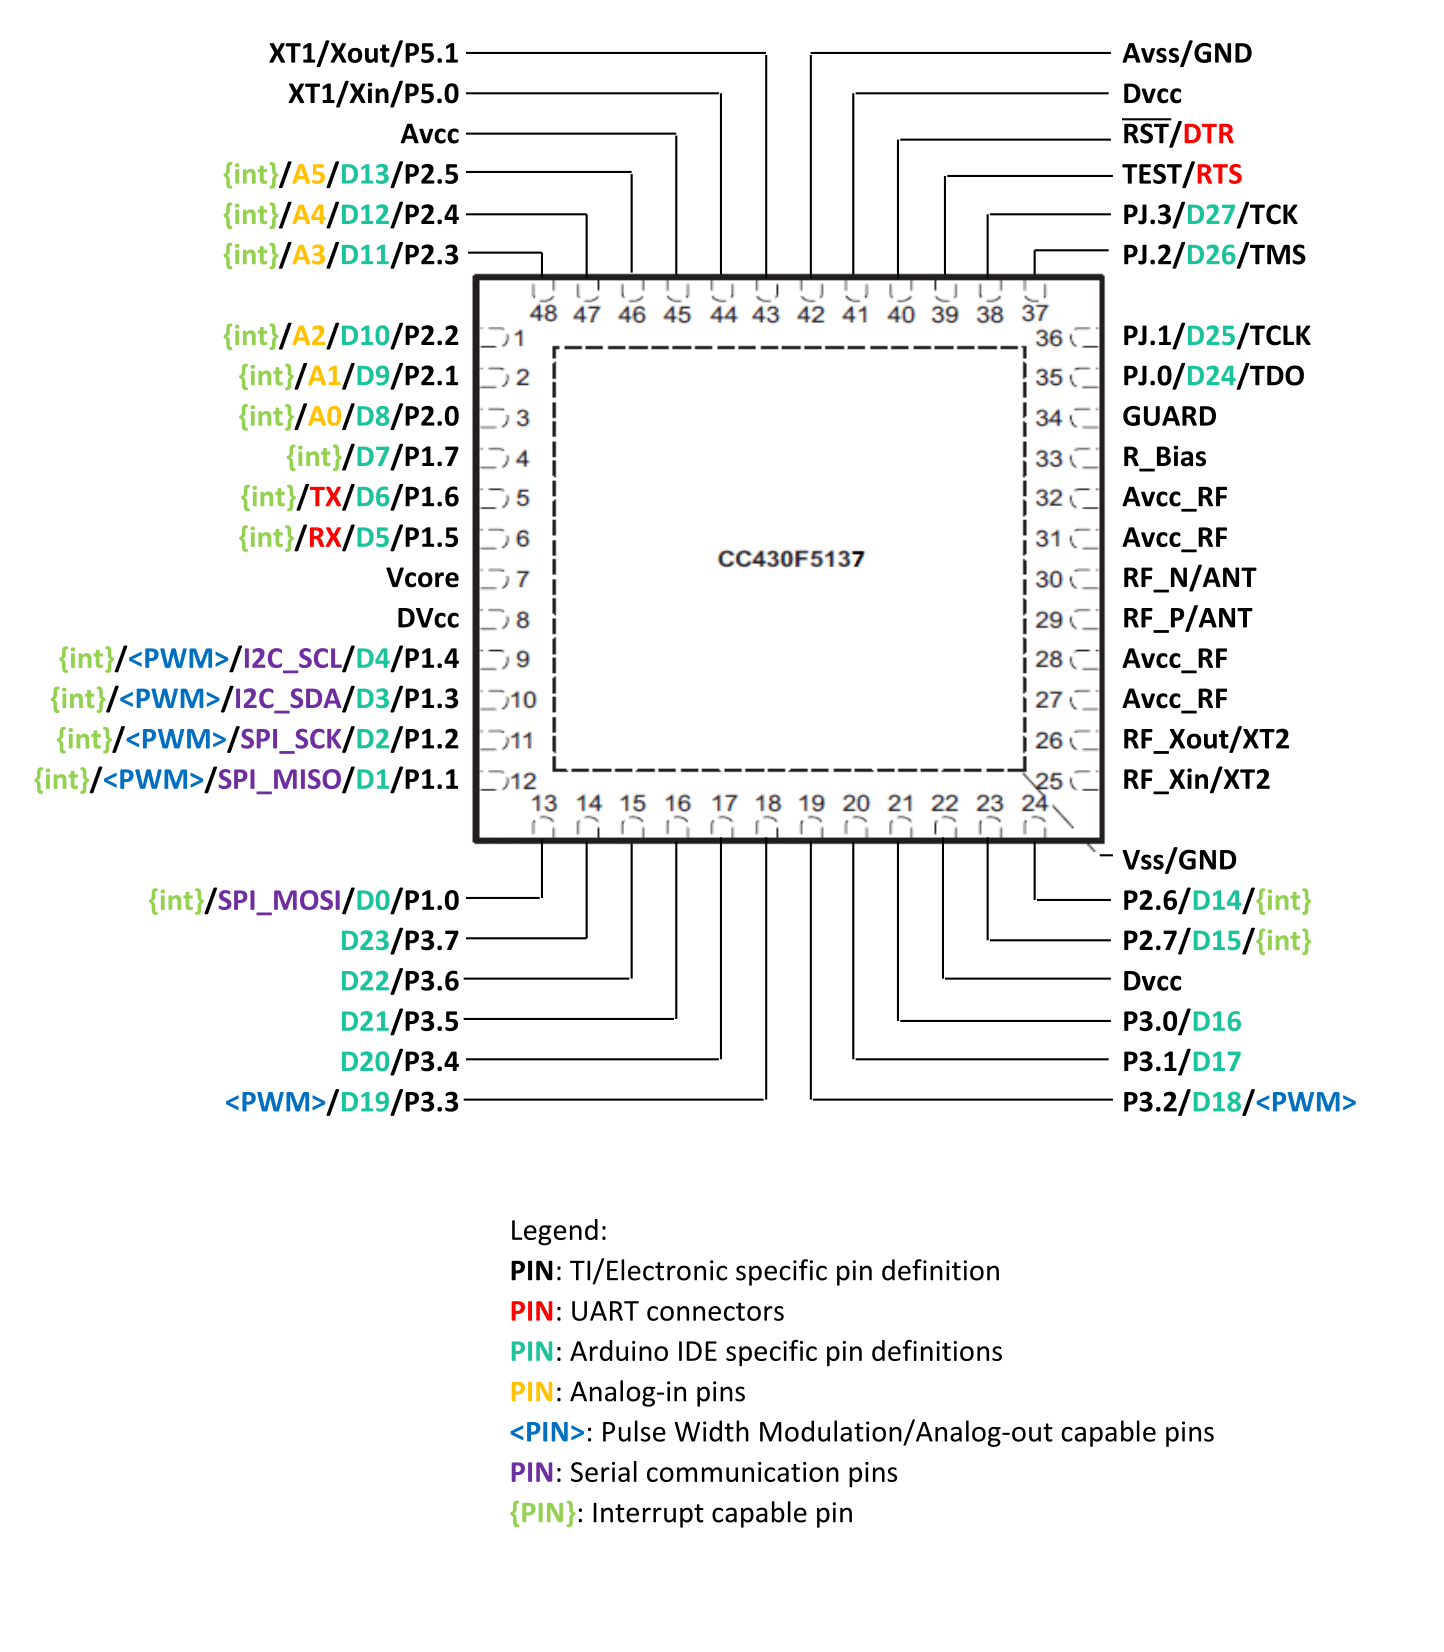 XT1/Xout/P5.1
XT1/Xin/P5.0
Avcc
{int}/A5/D13/P2.5
{int}/A4/D12/P2.4
{int}/A3/D11/P2.3
Avss/GND
Dvcc
RST/DTR
TEST/RTS
PJ.3/D27/TCK
PJ.2/D26/TMS
48 47 46 45 44 43 42 41 40 39 38 37
{int}/A2/D10/P2.2 1
{int}/A1/D9/P2.1 2
{int}/A0/D8/P2.0 3
{int}/D7/P1.7 4
{int}/TX/D6/P1.6 5
{int}/RX/D5/P1.5 6
Vcore 7
DVcc 8
{int}/<PWM>/I2C_SCL/D4/P1.4 9
{int}/<PWM>/I2C_SDA/D3/P1.3 10
{int}/<PWM>/SPI_SCK/D2/P1.2 11
{int}/<PWM>/SPI_MISO/D1/P1.1 12
CC430F5137
36 PJ.1/D25/TCLK
35 PJ.0/D24/TDO
34 GUARD
33 R_Bias
32 Avcc_RF
31 Avcc_RF
30 RF_N/ANT
29 RF_P/ANT
28 Avcc_RF
27 Avcc_RF
26 RF_Xout/XT2
25 RF_Xin/XT2
13 14 15 16 17 18 19 20 21 22 23 24
{int}/SPI_MOSI/D0/P1.0
D23/P3.7
D22/P3.6
D21/P3.5
D20/P3.4
<PWM>/D19/P3.3
Vss/GND
P2.6/D14/{int}
P2.7/D15/{int}
Dvcc
P3.0/D16
P3.1/D17
P3.2/D18/<PWM>
Legend:
PIN: TI/Electronic specific pin definition
PIN: UART connectors
PIN: Arduino IDE specific pin definitions
PIN: Analog-in pins
<PIN>: Pulse Width Modulation/Analog-out capable pins
PIN: Serial communication pins
{PIN}: Interrupt capable pin